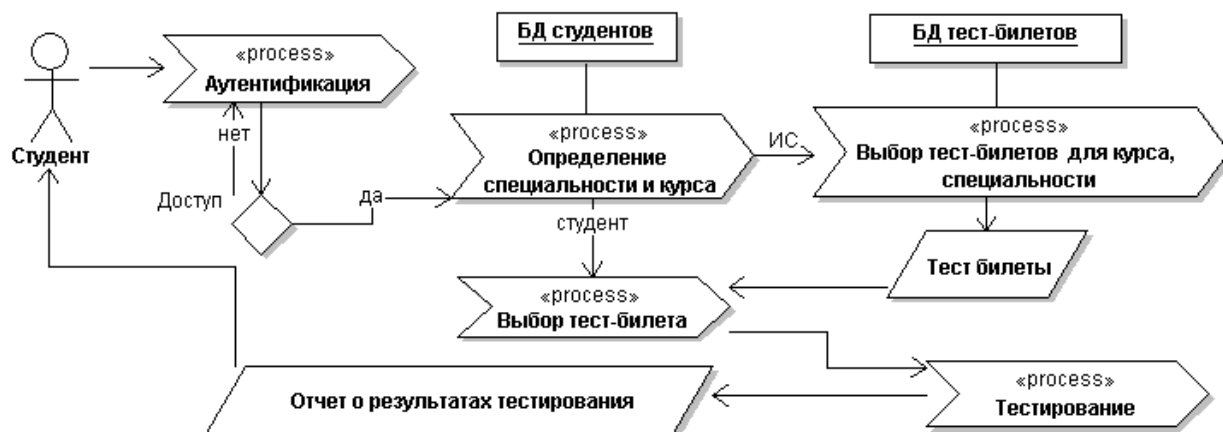 БД студентов
БД тест-билетов
«process»
Аутентификация
нет
Студент
«process»
Определение
специальности и курса
ИС
«process»
Выбор тест-билетов для курса,
специальности
Доступ
да
студент
Тест билеты
«process»
Выбор тест-билета
Отчет о результатах тестирования
«process»
Тестирование